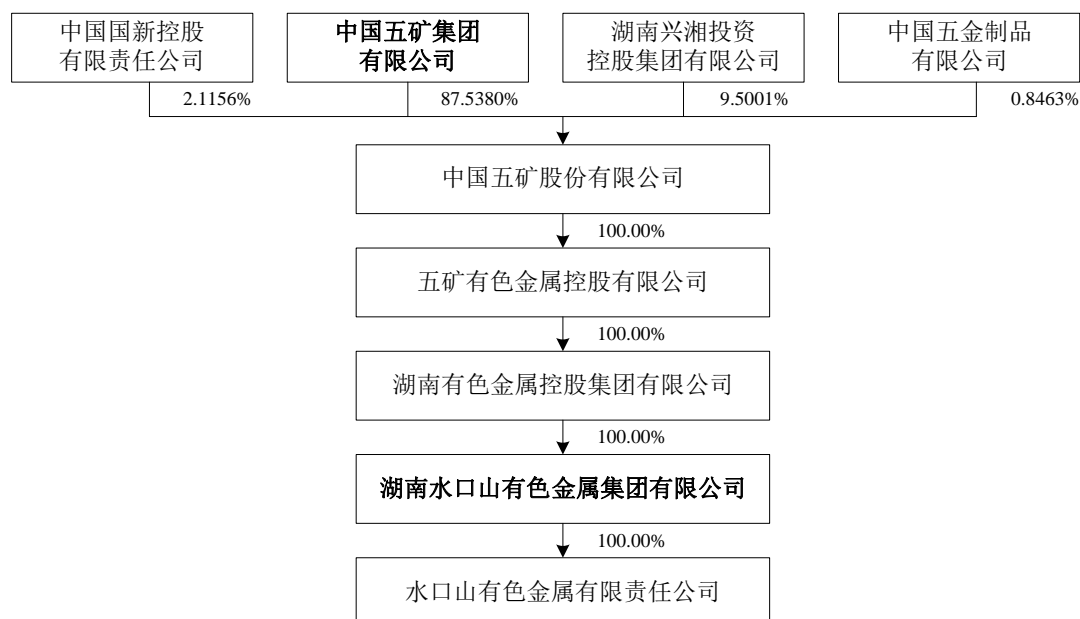 中国国新控股
有限责任公司
中国五矿集团
有限公司
湖南兴湘投资
控股集团有限公司
中国五金制品
有限公司
2.1156%
87.5380%
9.5001%
0.8463%
中国五矿股份有限公司
100.00%
五矿有色金属控股有限公司
100.00%
湖南有色金属控股集团有限公司
100.00%
湖南水口山有色金属集团有限公司
100.00%
水口山有色金属有限责任公司